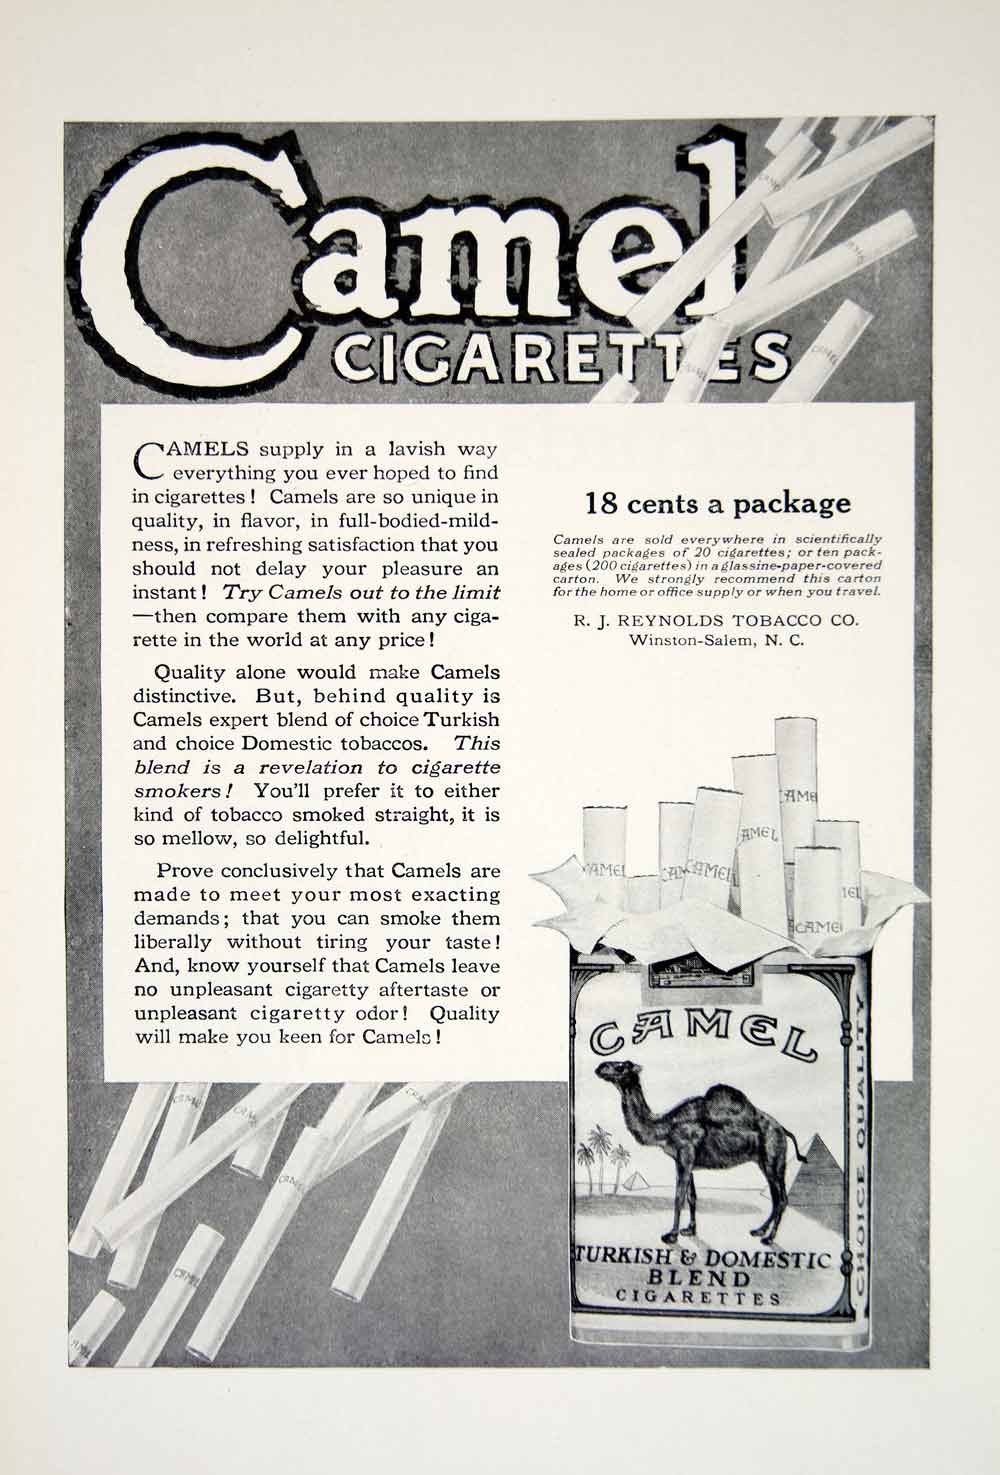 Camel
CIGARETTES
CAMELS supply in a lavish way
everything you ever hoped to find
in cigarettes! Camels are so unique in
quality, in flavor, in full-bodied-mild-
ness, in refreshing satisfaction that you
should not delay your pleasure an
instant! Try Camels out to the limit
—then compare them with any ciga-
rette in the world at any price!
Quality alone would make Camels
distinctive. But, behind quality is
Camels expert blend of choice Turkish
and choice Domestic tobaccos. This
blend is a revelation to cigarette
smokers! You'll prefer it to either
kind of tobacco smoked straight, it is
so mellow, so delightful.
Prove conclusively that Camels are
made to meet your most exacting
demands; that you can smoke them
liberally without tiring your taste!
And, know yourself that Camels leave
no unpleasant cigaretty aftertaste or
unpleasant cigaretty odor! Quality
will make you keen for Camels!
18 cents a package
Camels are sold everywhere in scientifically
sealed packages of 20 cigarettes; or ten pack-
ages (200 cigarettes) in a glassine-paper-covered
carton. We strongly recommend this carton
for the home or office supply or when you travel.
R. J. REYNOLDS TOBACCO CO.
Winston-Salem, N. C.
CAMEL
CAMEL
TURKISH & DOMESTIC
BLEND
CIGARETTES
CHOICE QUALITY